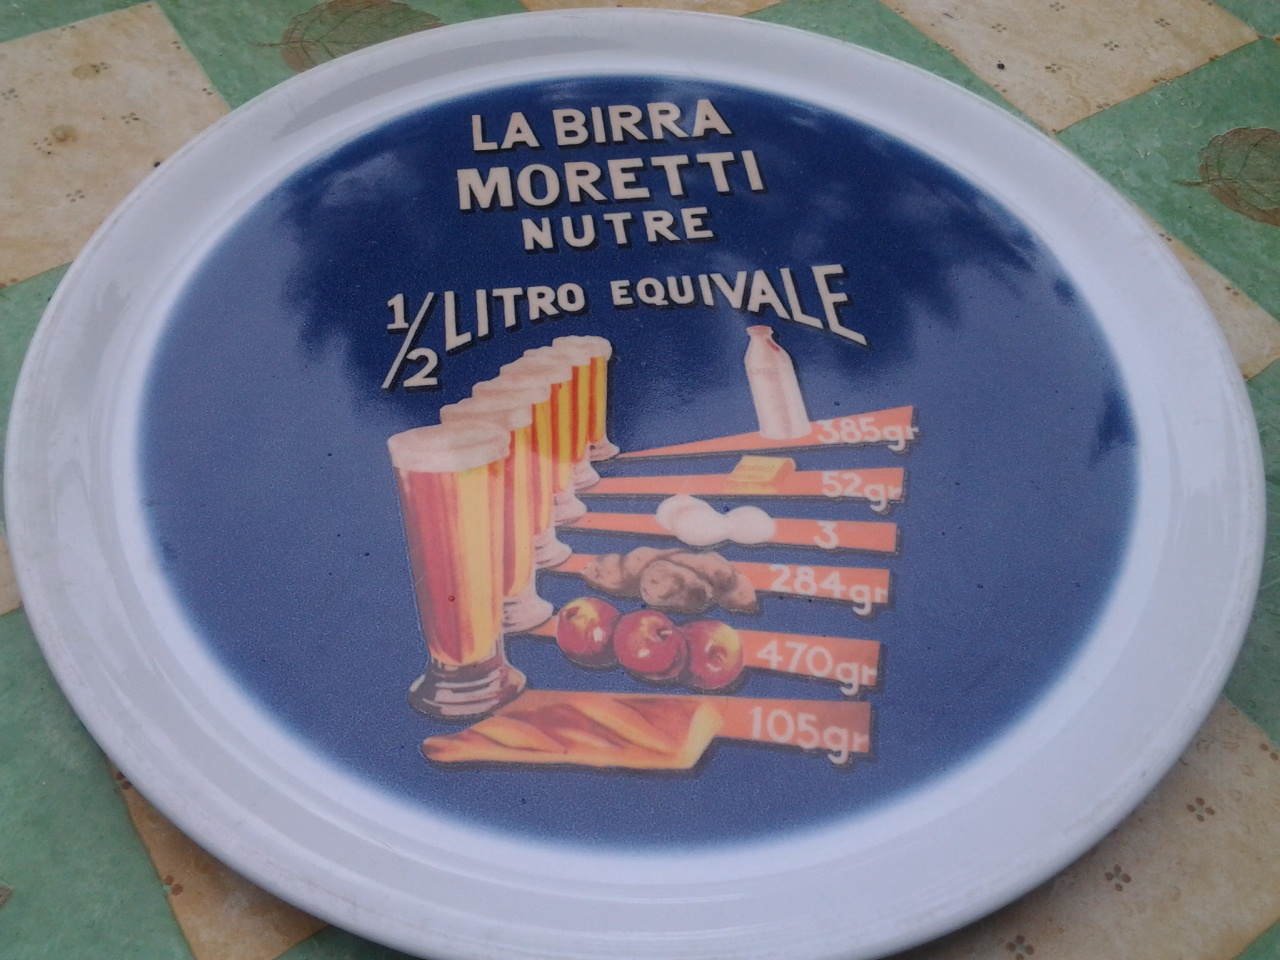 LA BIRRA
MORETTI
NUTRE
1/2 LITRO EQUIVALE
385gr
52gr
3
284gr
470gr
105gr